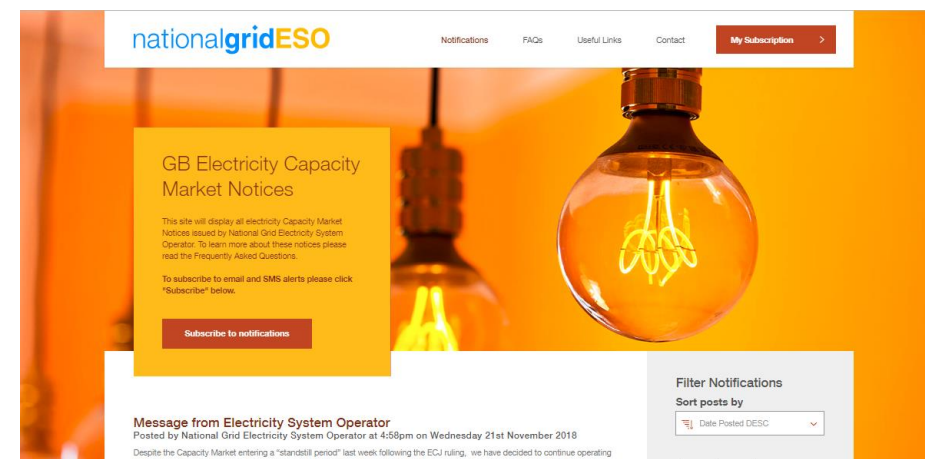 nationalgridESO
Notifications FAQs Useful Links Contact My Subscription
GB Electricity Capacity
Market Notices
This site will display all electricity Capacity Market
Notices issued by National Grid Electricity System
Operator. To learn more about these notices please
read the Frequently Asked Questions.
To subscribe to email and SMS alerts please click
"Subscribe" below.
Subscribe to notifications
Filter Notifications
Sort posts by
Date Posted DESC
Message from Electricity System Operator
Posted by National Grid Electricity System Operator at 4:58pm on Wednesday 21st November 2018
Despite the Capacity Market entering a "standstill period" last week following the ECJ ruling, we have decided to continue operating